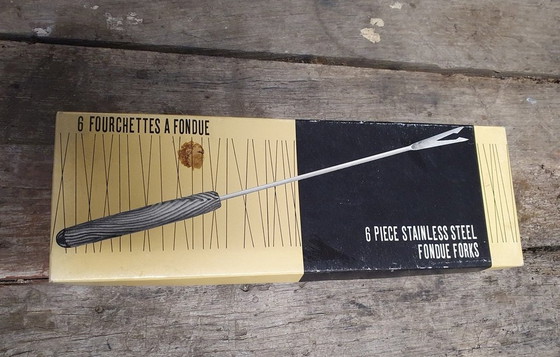 6 FOURCHETTES A FONDUE
6 PIECE STAINLESS STEEL
FONDUE FORKS